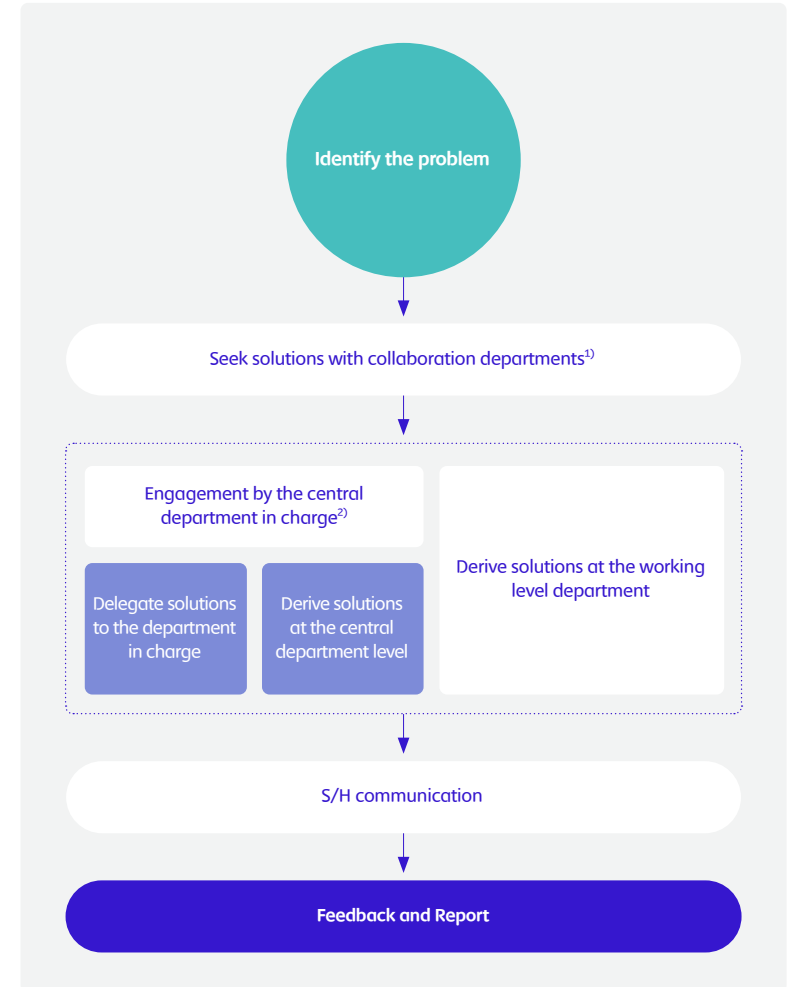 Identify the problem
Seek solutions with collaboration departments1)
Engagement by the central
department in charge2)
Delegate solutions
to the department
in charge
Derive solutions
at the central
department level
Derive solutions at the working
level department
S/H communication
Feedback and Report